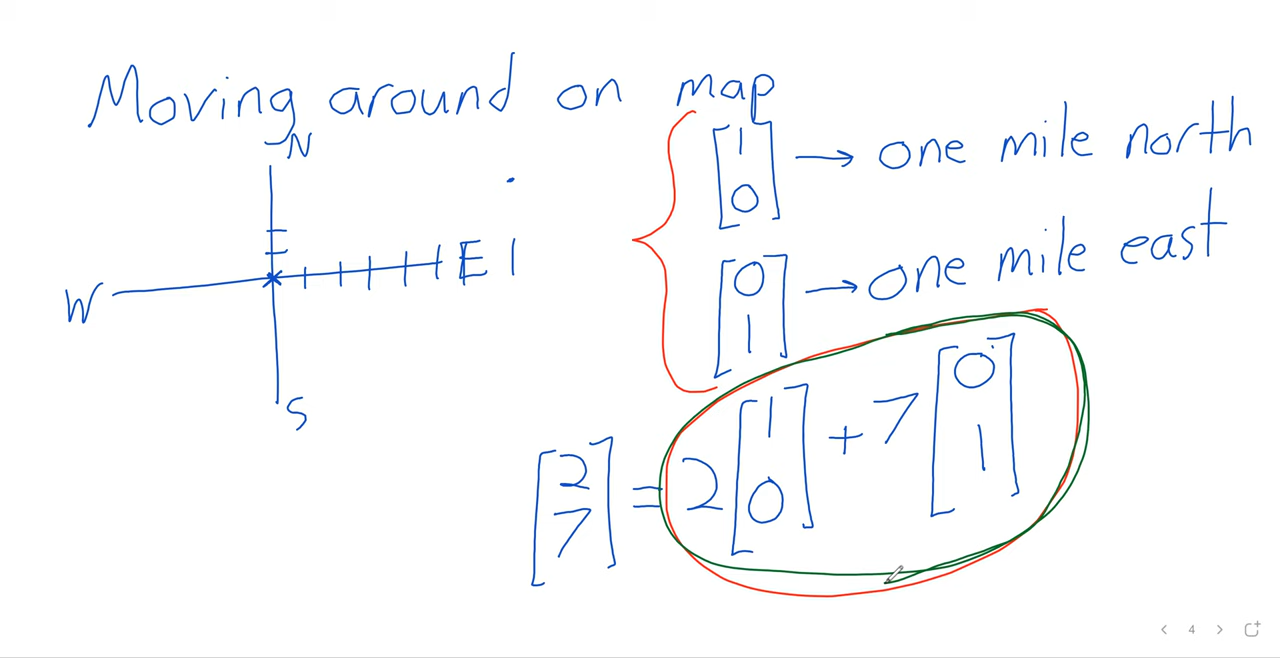 Moving around on map
N
W
E
S
[1 0] → one mile north
[0 1] → one mile east
[2 7] = 2[1 0] + 7[0 1]
4